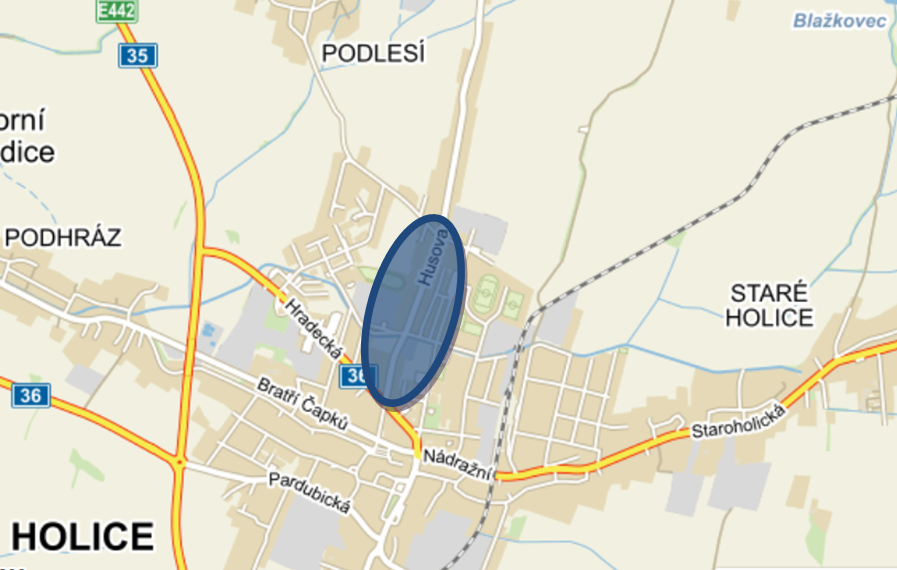 E442
35
Blažkovec
PODLESÍ
orní
dice
PODHRÁZ
Husova
STARÉ
HOLICE
Hradecká
36
36
Bratří Čapků
Staroholická
Nádražní
Pardubická
HOLICE